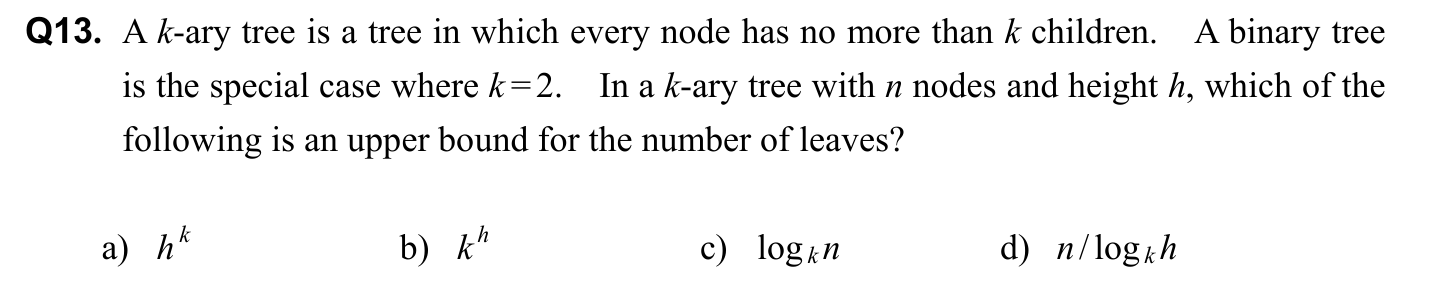 Q13. A k-ary tree is a tree in which every node has no more than k children. A binary tree
is the special case where k=2. In a k-ary tree with n nodes and height h, which of the
following is an upper bound for the number of leaves?
a) h^k b) k^h c) log_k n d) n/log_k h